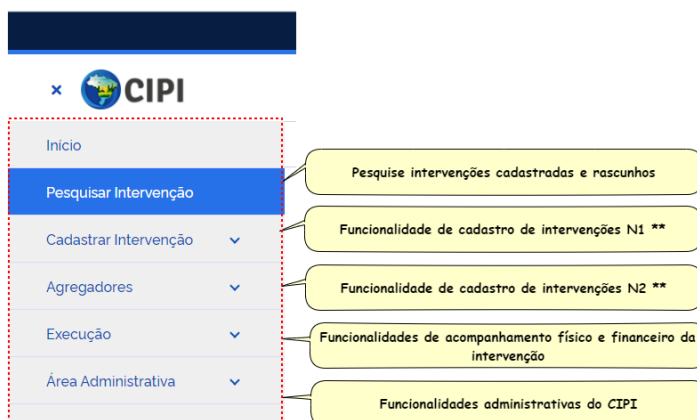 × CIPI
Início
Pesquisar Intervenção
Pesquise intervenções cadastradas e rascunhos
Cadastrar Intervenção
Funcionalidade de cadastro de intervenções N1 **
Agregadores
Funcionalidade de cadastro de intervenções N2 **
Execução
Funcionalidades de acompanhamento físico e financeiro da
intervenção
Área Administrativa
Funcionalidades administrativas do CIPI